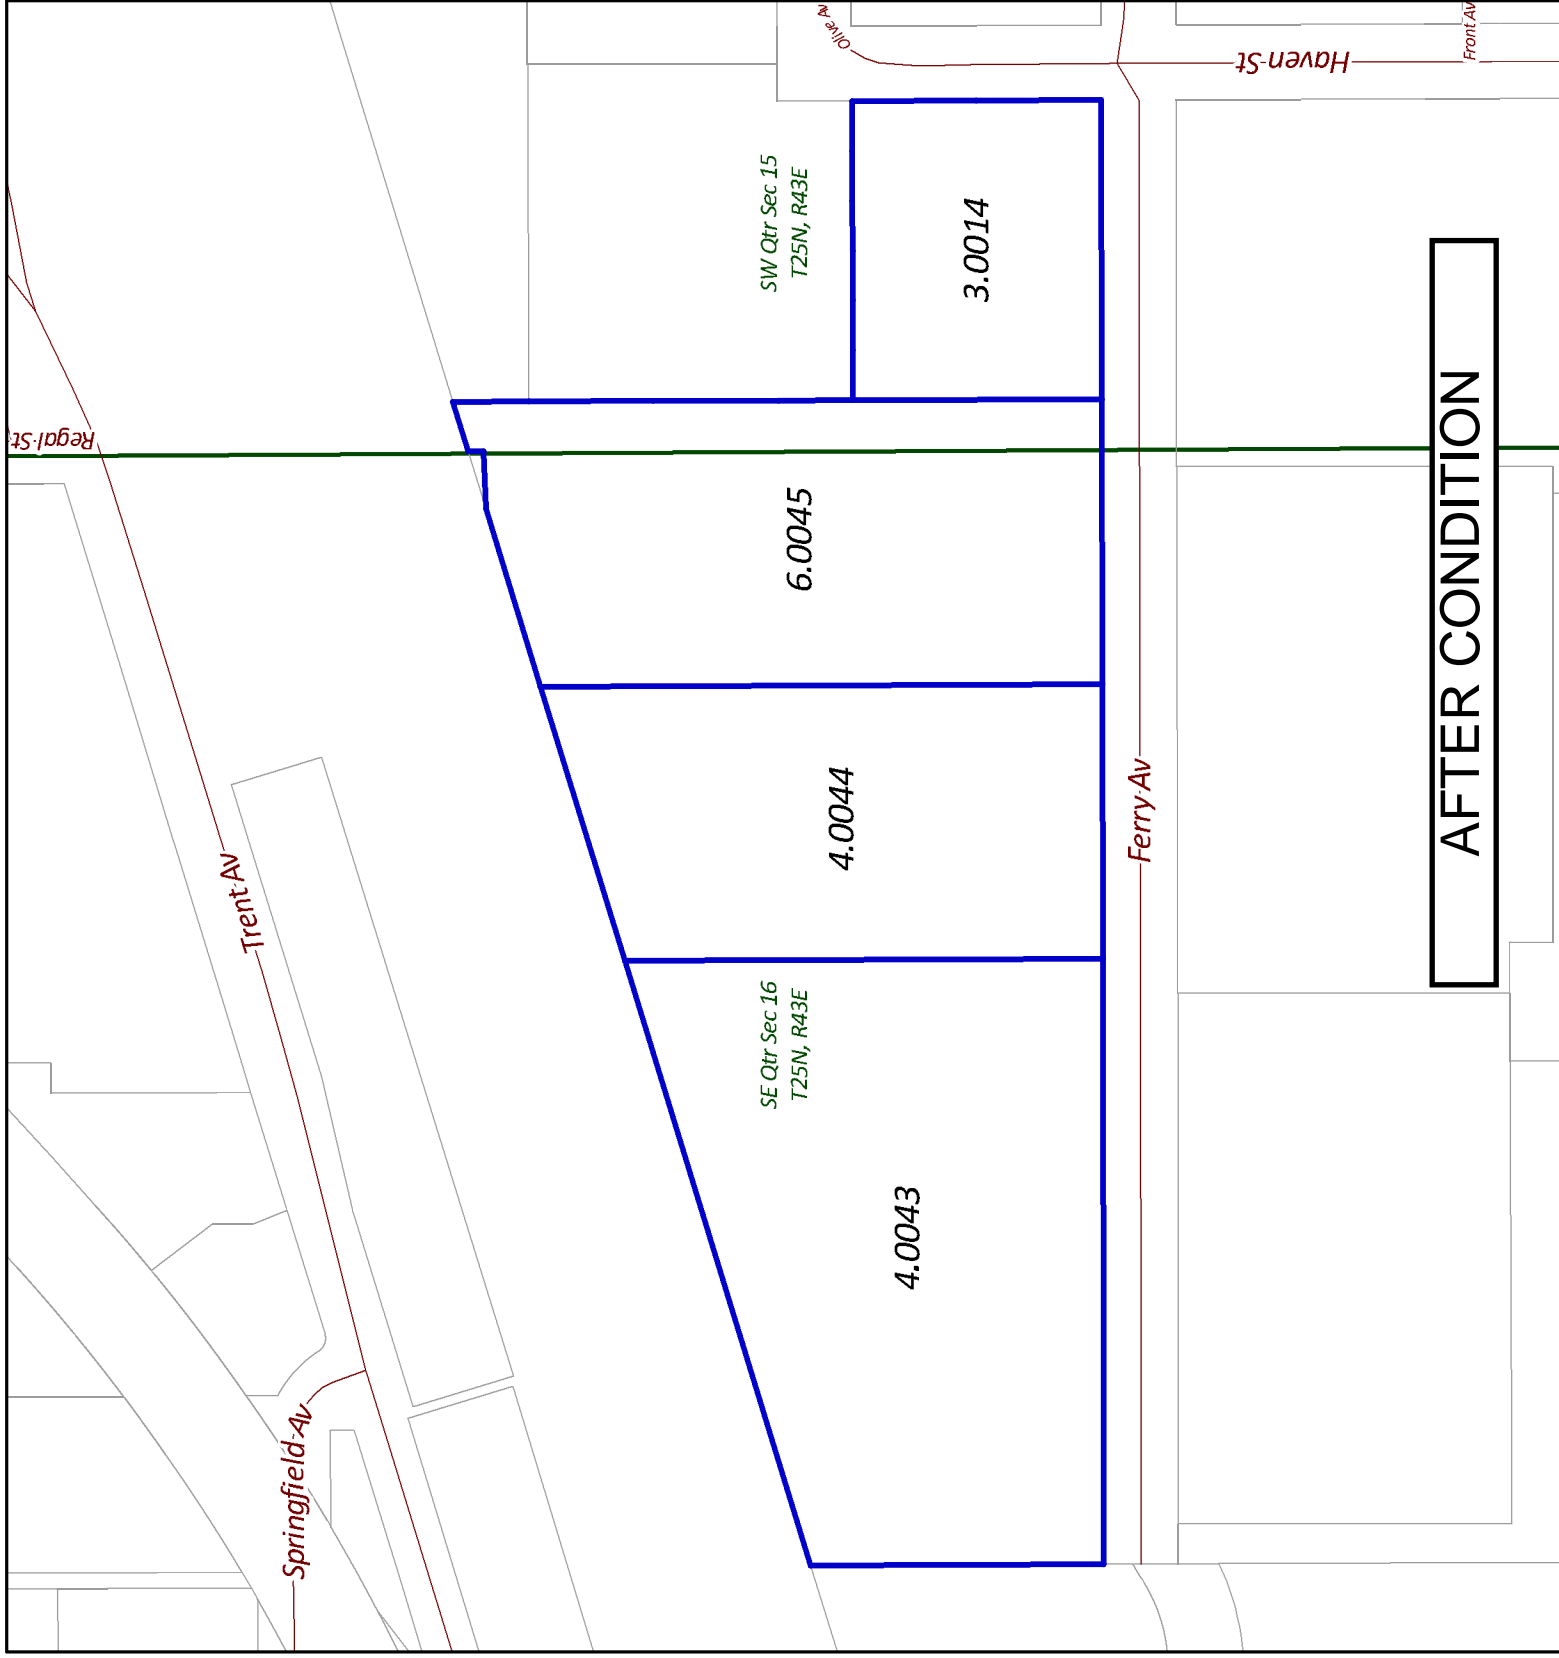 Regal St
Trent Av
Springfield Av
SE Qtr Sec 16
T25N, R43E
SW Qtr Sec 15
T25N, R43E
6.0045
Olive Av
4.0044
4.0043
3.0014
Ferry Av
Haven St
AFTER CONDITION
Front Av